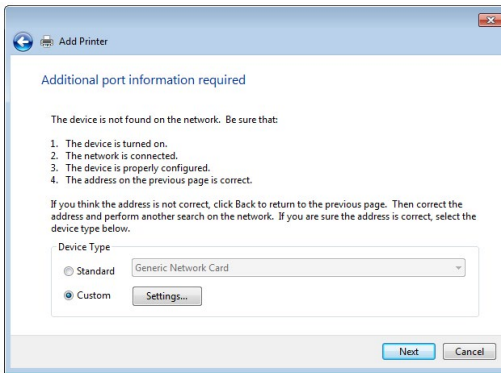 Add Printer
Additional port information required
The device is not found on the network. Be sure that:
1. The device is turned on.
2. The network is connected.
3. The device is properly configured.
4. The address on the previous page is correct.
If you think the address is not correct, click Back to return to the previous page. Then correct the
address and perform another search on the network. If you are sure the address is correct, select the
device type below.
Device Type
Standard
Generic Network Card
Custom
Settings...
Next
Cancel